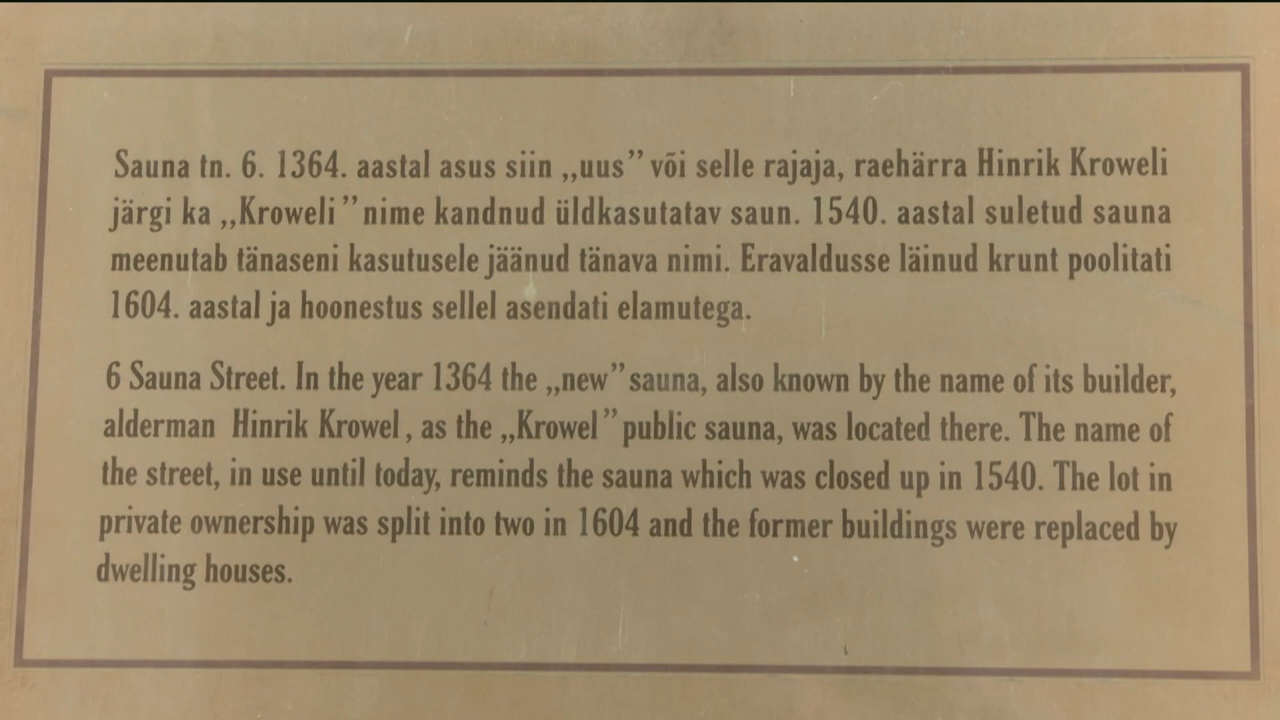 Sauna tn. 6. 1364. aastal asus siin „uus” või selle rajaja, raehärra Hinrik Kroweli
järgi ka „Kroweli” nime kandnud üldkasutatav saun. 1540. aastal suletud sauna
meenutab tänaseni kasutusele jäänud tänava nimi. Eravaldusse läinud krunt poolitati
1604. aastal ja hoonestus sellel asendati elamutega.
6 Sauna Street. In the year 1364 the „new” sauna, also known by the name of its builder,
alderman Hinrik Krowel, as the „Krowel” public sauna, was located there. The name of
the street, in use until today, reminds the sauna which was closed up in 1540. The lot in
private ownership was split into two in 1604 and the former buildings were replaced by
dwelling houses.